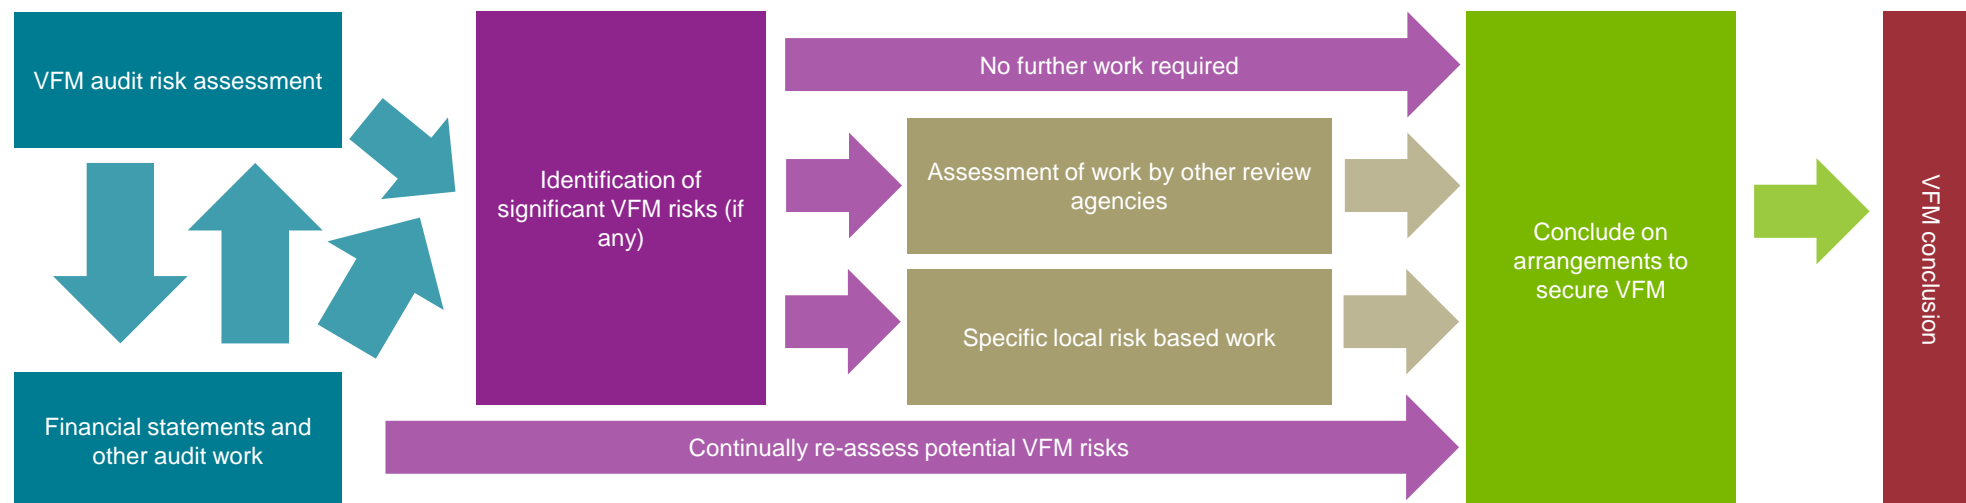 VFM audit risk assessment
Financial statements and
other audit work
Identification of
significant VFM risks (if
any)
No further work required
Assessment of work by other review
agencies
Specific local risk based work
Continually re-assess potential VFM risks
Conclude on
arrangements to
secure VFM
VFM conclusion